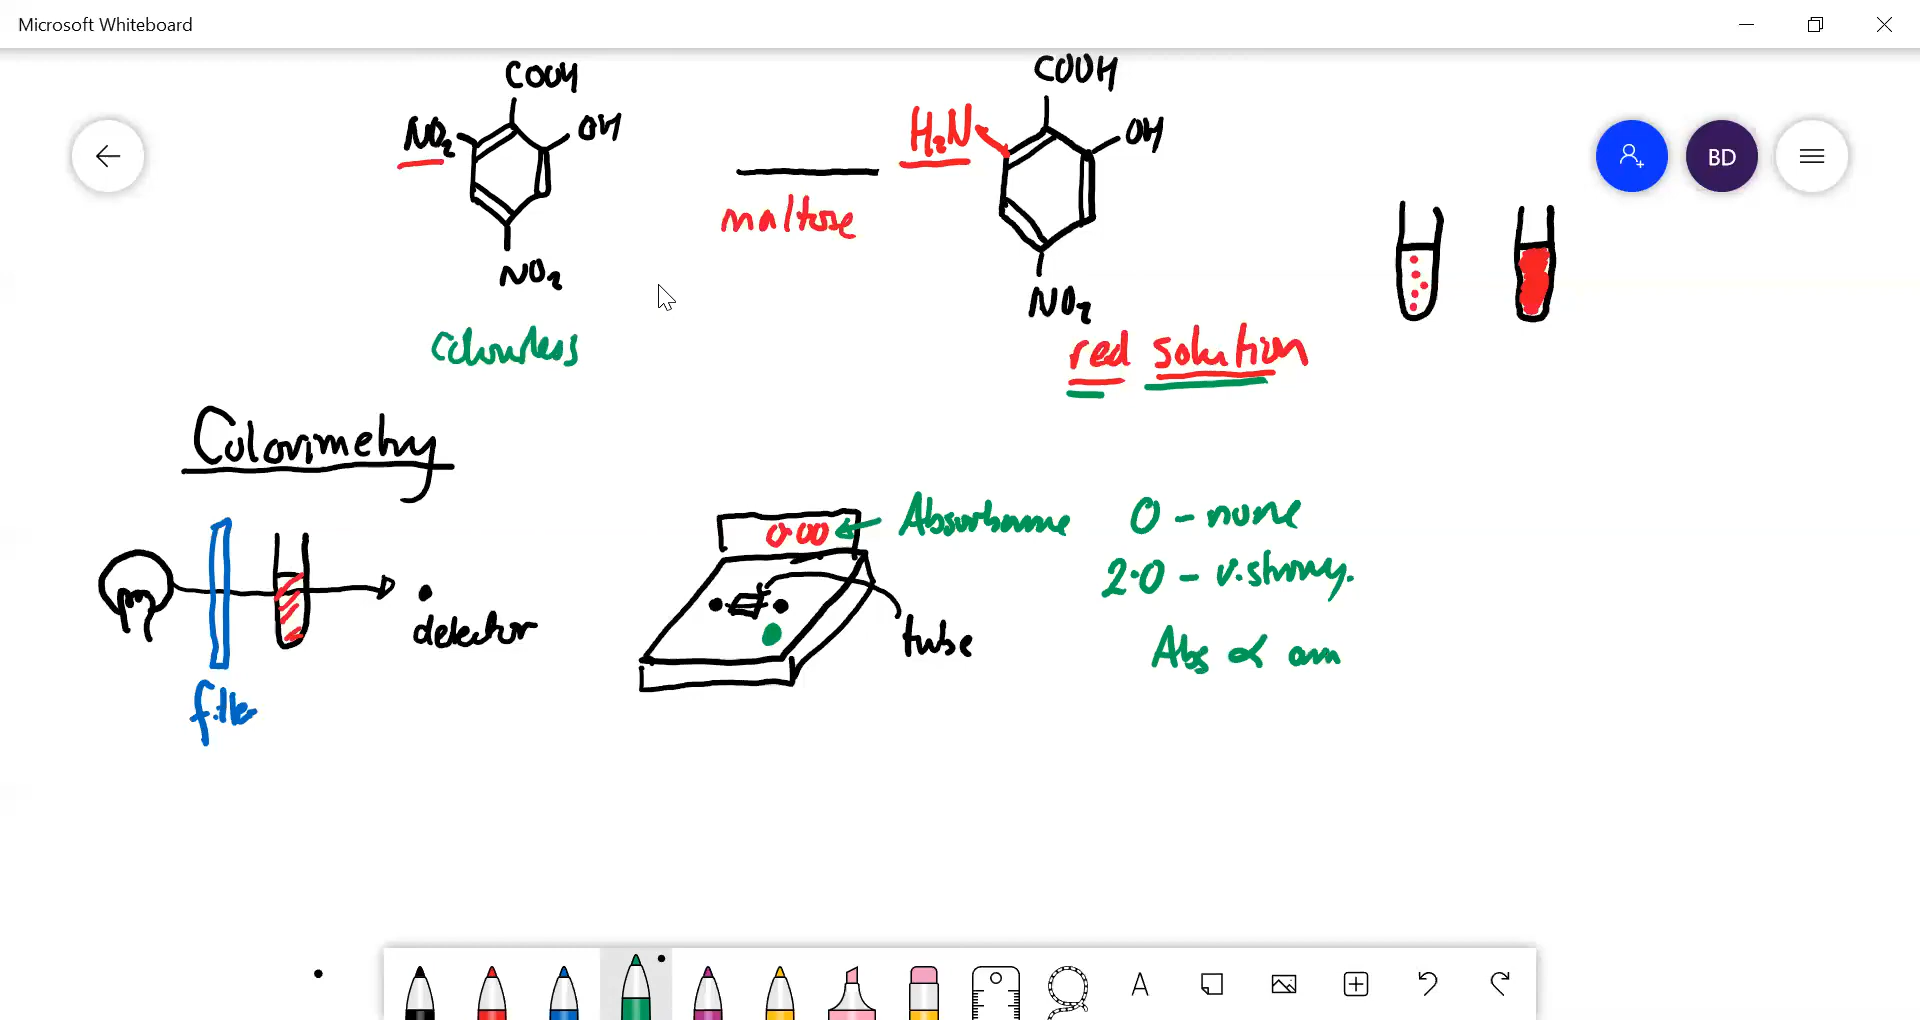 Microsoft Whiteboard
COOH
NO₂
OH
NO₂
colourless
maltose
COOH
H₂N
OH
NO₂
red solution
BD
Colorimetry
filter
detector
0.00
Absorbance
tube
0 - none
2.0 - v.strong.
Abs ∝ am
A